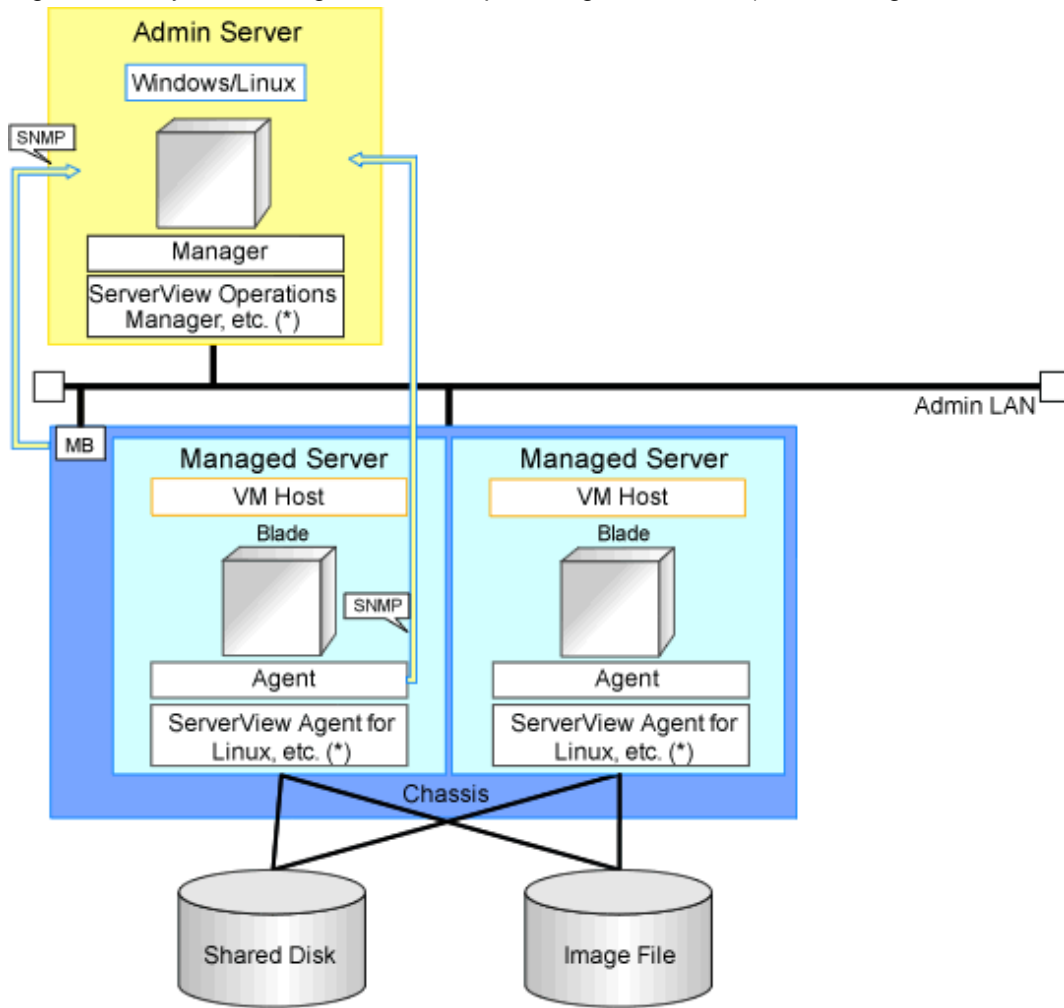 Admin Server
Windows/Linux
SNMP
Manager
ServerView Operations
Manager, etc. (*)
Admin LAN
MB
Managed Server
VM Host
Blade
SNMP
Agent
ServerView Agent for
Linux, etc. (*)
Managed Server
VM Host
Blade
Agent
ServerView Agent for
Linux, etc. (*)
Chassis
Shared Disk
Image File